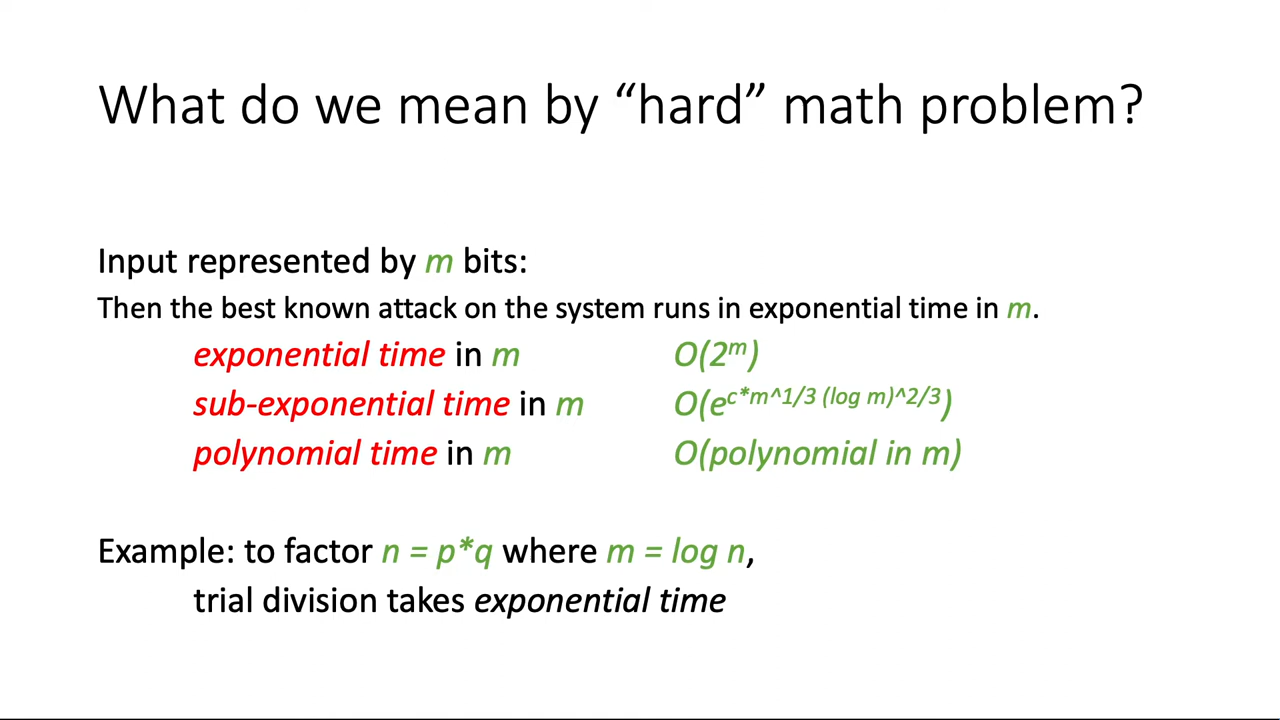 What do we mean by “hard” math problem?
Input represented by m bits:
Then the best known attack on the system runs in exponential time in m.
exponential time in m O(2^m)
sub-exponential time in m O(e^c*m^1/3 (log m)^2/3)
polynomial time in m O(polynomial in m)
Example: to factor n = p*q where m = log n,
trial division takes exponential time